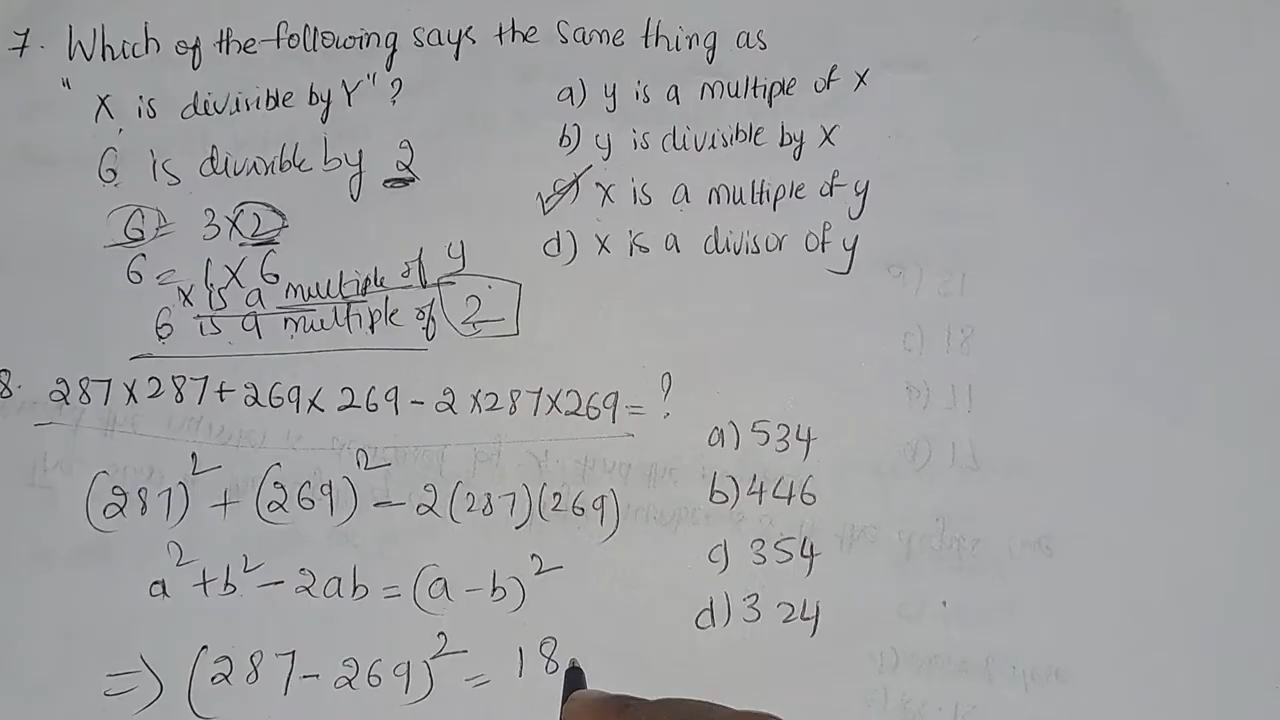 7. Which of the following says the same thing as
"X is divisible by Y"?
a) y is a multiple of x
b) y is divisible by x
c) x is a multiple of y
d) x is a divisor of y
6 is divisible by 2
6 = 3×2
6 = 1×6
x is a multiple of y
6 is a multiple of 2
8. 287×287+269×269-2×287×269=?
a) 534
b) 446
c) 354
d) 324
(287)²+(269)²-2(287)(269)
a²+b²-2ab=(a-b)²
⇒ (287-269)² = 18